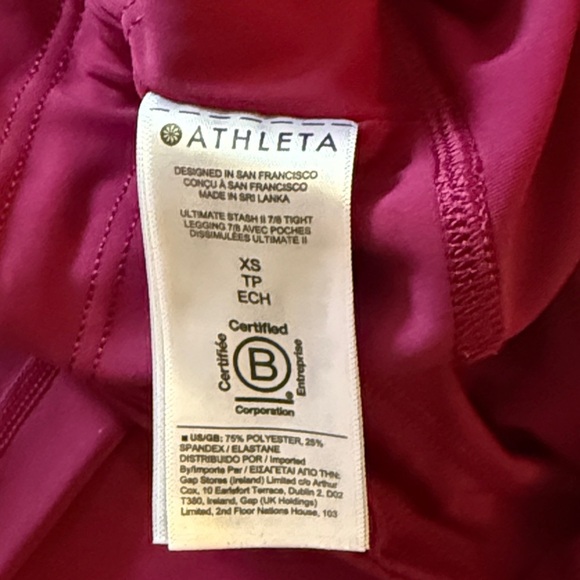 ATHLETA
DESIGNED IN SAN FRANCISCO
CONÇU À SAN FRANCISCO
MADE IN SRI LANKA
ULTIMATE STASH II 7/8 TIGHT
LEGGING 7/8 AVEC POCHES
DISSIMULÉES ULTIMATE II
XS
TP
ECH
Certified
Certifiée
B
Entreprise
Corporation
■ US/GB: 75% POLYESTER, 25%
SPANDEX / ELASTANE
DISTRIBUIDO POR / Imported
By/Importe Par / ΕΙΣΑΓΕΤΑΙ ΑΠΟ ΤΗΝ:
Gap Stores (Ireland) Limited c/o Arthur
Cox, 10 Earlsfort Terrace, Dublin 2. D02
T380, Ireland, Gap (UK Holdings)
Limited, 2nd Floor Nations House, 103